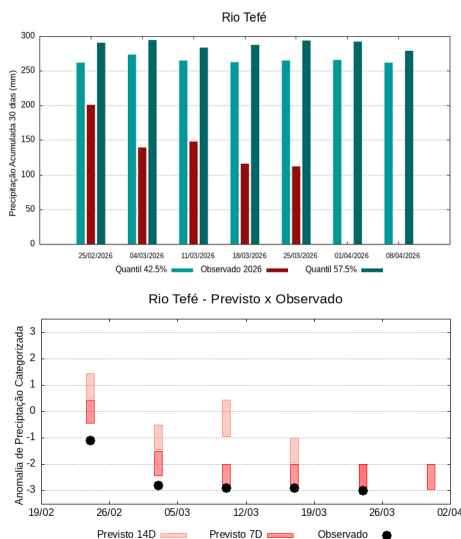 Rio Tefé
Precipitação Acumulada 30 dias (mm)
300
250
200
150
100
50
0
25/02/2026 04/03/2026 11/03/2026 18/03/2026 25/03/2026 01/04/2026 08/04/2026
Quantil 42.5% Observado 2026 Quantil 57.5%
Rio Tefé - Previsto x Observado
Anomalia de Preciptação Categorizada
3
2
1
0
-1
-2
-3
19/02 26/02 05/03 12/03 19/03 26/03 02/04
Previsto 14D Previsto 7D Observado